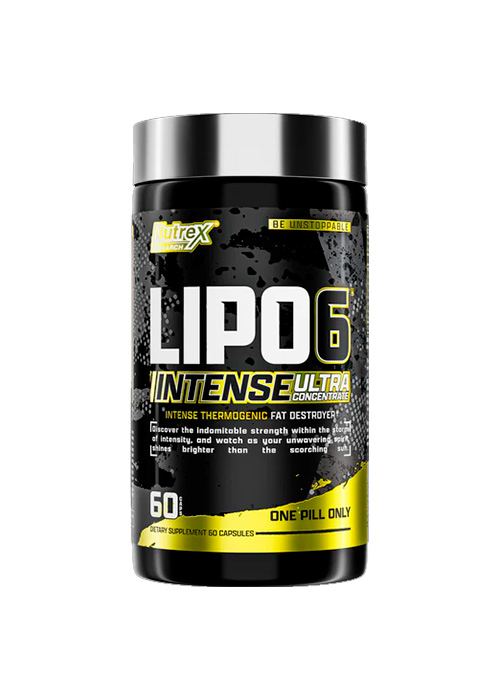 Nutrex
BE UNSTOPPABLE
LIPO6
INTENSE ULTRA
CONCENTRATE
INTENSE THERMOGENIC FAT DESTROYER
Discover the indomitable strength within the storm
of intensity, and watch as your unwavering spirit
shines brighter than the scorching sun.
60
ONE PILL ONLY
DIETARY SUPPLEMENT 60 CAPSULES